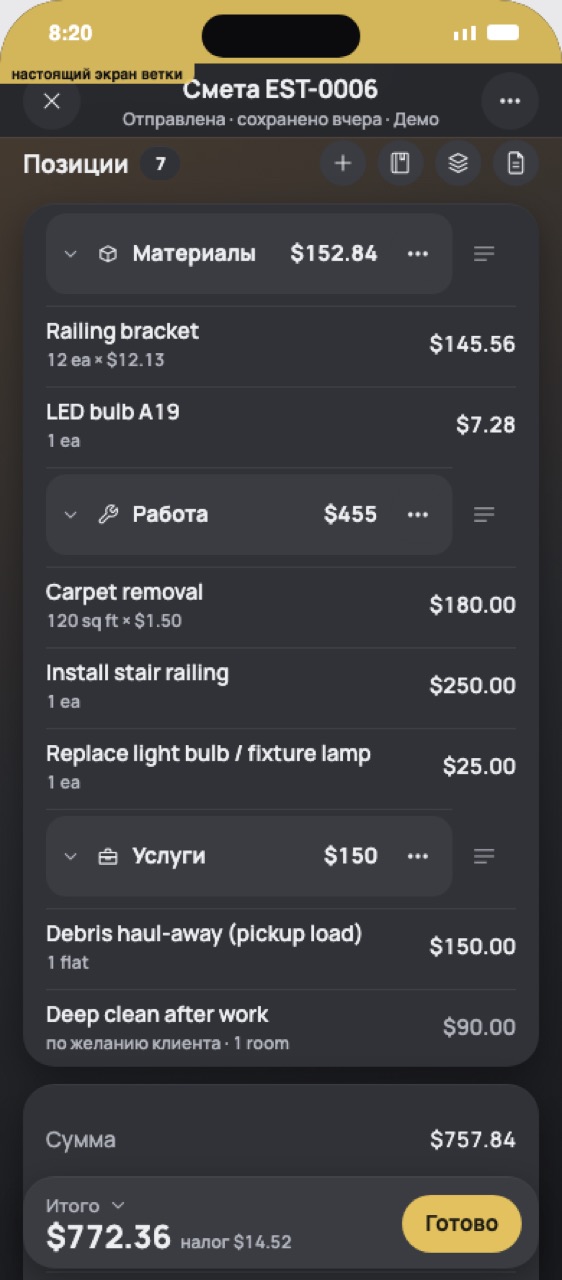 8:20
настоящий экран ветки
Смета EST-0006
Отправлена · сохранено вчера · Демо
Позиции 7
Материалы $152.84
Railing bracket $145.56
12 ea × $12.13
LED bulb A19 $7.28
1 ea
Работа $455
Carpet removal $180.00
120 sq ft × $1.50
Install stair railing $250.00
1 ea
Replace light bulb / fixture lamp $25.00
1 ea
Услуги $150
Debris haul-away (pickup load) $150.00
1 flat
Deep clean after work $90.00
по желанию клиента · 1 room
Сумма $757.84
Итого
$772.36 налог $14.52
Готово